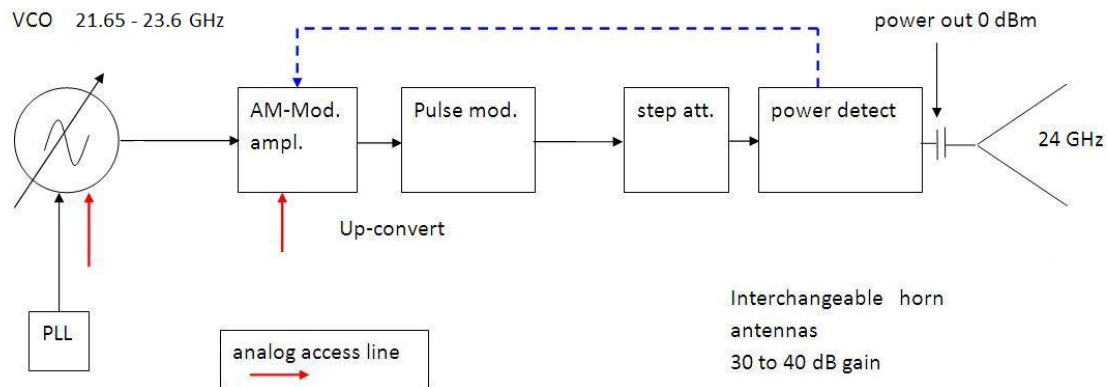 VCO 21.65 - 23.6 GHz
power out 0 dBm
AM-Mod.
ampl.
Pulse mod.
step att.
power detect
24 GHz
Up-convert
PLL
analog access line
Interchangeable horn
antennas
30 to 40 dB gain